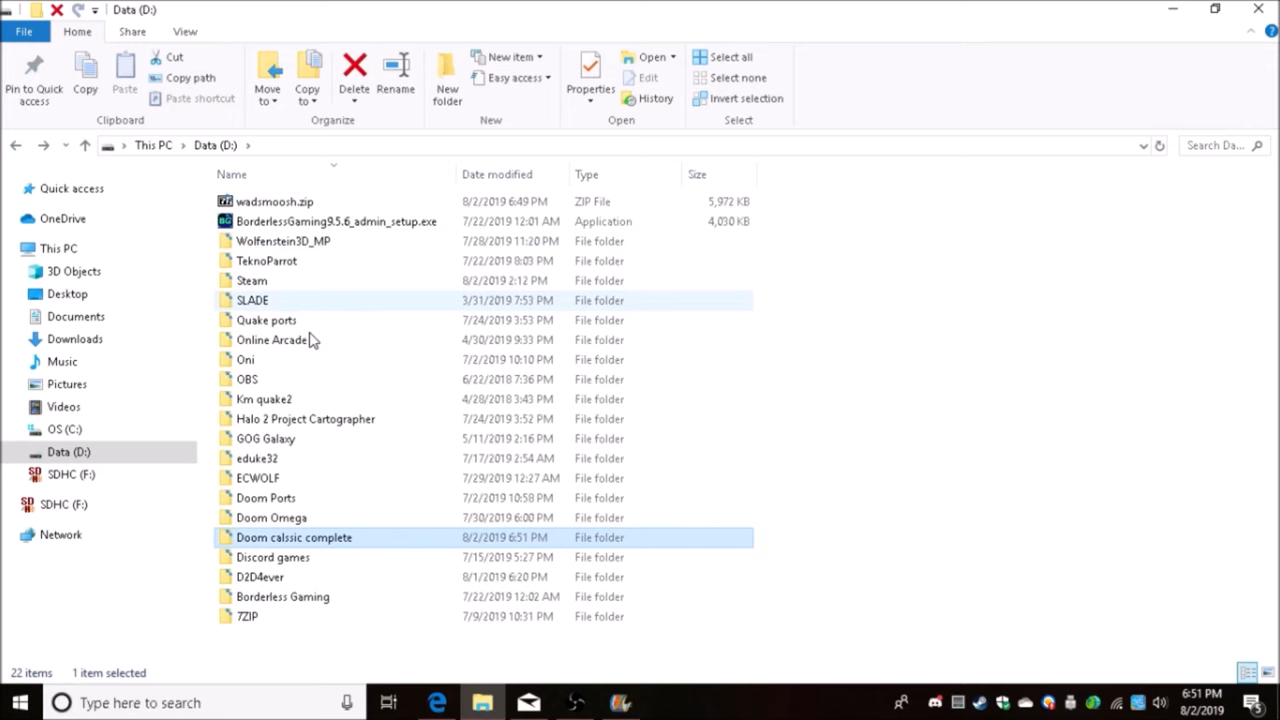 Data (D:)
File Home Share View
Pin to Quick access
Copy
Paste
Cut
Copy path
Paste shortcut
Clipboard
Move to
Copy to
Delete
Rename
Organize
New folder
New item
Easy access
New
Properties
Open
Edit
History
Open
Select all
Select none
Invert selection
Select
This PC Data (D:) Search Da...
Name Date modified Type Size
wadsmoosh.zip 8/2/2019 6:49 PM ZIP File 5,972 KB
BorderlessGaming9.5.6_admin_setup.exe 7/22/2019 12:01 AM Application 4,030 KB
Wolfenstein3D_MP 7/28/2019 11:20 PM File folder
TeknoParrot 7/22/2019 8:03 PM File folder
Steam 8/2/2019 2:12 PM File folder
SLADE 3/31/2019 7:53 PM File folder
Quake ports 7/24/2019 3:53 PM File folder
Online Arcade 4/30/2019 9:33 PM File folder
Oni 7/2/2019 10:10 PM File folder
OBS 6/22/2018 7:36 PM File folder
Km quake2 4/28/2018 3:43 PM File folder
Halo 2 Project Cartographer 7/24/2019 3:52 PM File folder
GOG Galaxy 5/11/2019 2:16 PM File folder
eduke32 7/17/2019 2:54 AM File folder
ECWOLF 7/29/2019 12:27 AM File folder
Doom Ports 7/2/2019 10:58 PM File folder
Doom Omega 7/30/2019 6:00 PM File folder
Doom calssic complete 8/2/2019 6:51 PM File folder
Discord games 7/15/2019 5:27 PM File folder
D2D4ever 8/1/2019 6:20 PM File folder
Borderless Gaming 7/22/2019 12:02 AM File folder
7ZIP 7/9/2019 10:31 PM File folder
Quick access
OneDrive
This PC
3D Objects
Desktop
Documents
Downloads
Music
Pictures
Videos
OS (C:)
Data (D:)
SDHC (F:)
SDHC (F:)
Network
22 items 1 item selected
Type here to search
6:51 PM
8/2/2019
5